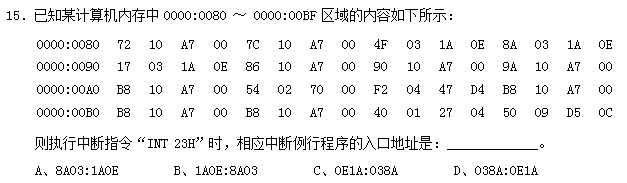 15. 已知某计算机内存中 0000:0080 ～ 0000:00BF 区域的内容如下所示：
0000:0080 72 10 A7 00 7C 10 A7 00 4F 03 1A 0E 8A 03 1A 0E
0000:0090 17 03 1A 0E 86 10 A7 00 90 10 A7 00 9A 10 A7 00
0000:00A0 B8 10 A7 00 54 02 70 00 F2 04 47 D4 B8 10 A7 00
0000:00B0 B8 10 A7 00 B8 10 A7 00 40 01 27 04 50 09 D5 0C
则执行中断指令“INT 23H”时，相应中断例行程序的入口地址是：____________。
A、8A03:1A0E B、1A0E:8A03 C、0E1A:038A D、038A:0E1A